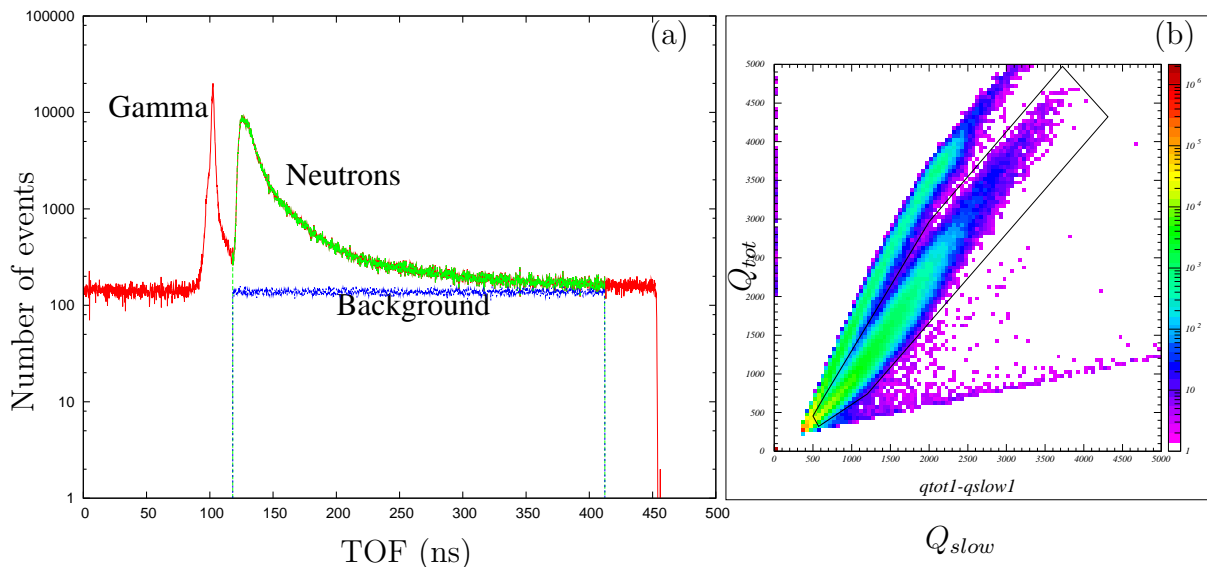 (a)
100000
10000
1000
100
10
1
Number of events
Gamma
Neutrons
Background
0 50 100 150 200 250 300 350 400 450 500
TOF (ns)
(b)
5000
4500
4000
3500
3000
2500
2000
1500
1000
500
0
Q_tot
0 500 1000 1500 2000 2500 3000 3500 4000 4500 5000
qtot1-qslow1
Q_slow
10^6
10^5
10^4
10^3
10^2
10
1